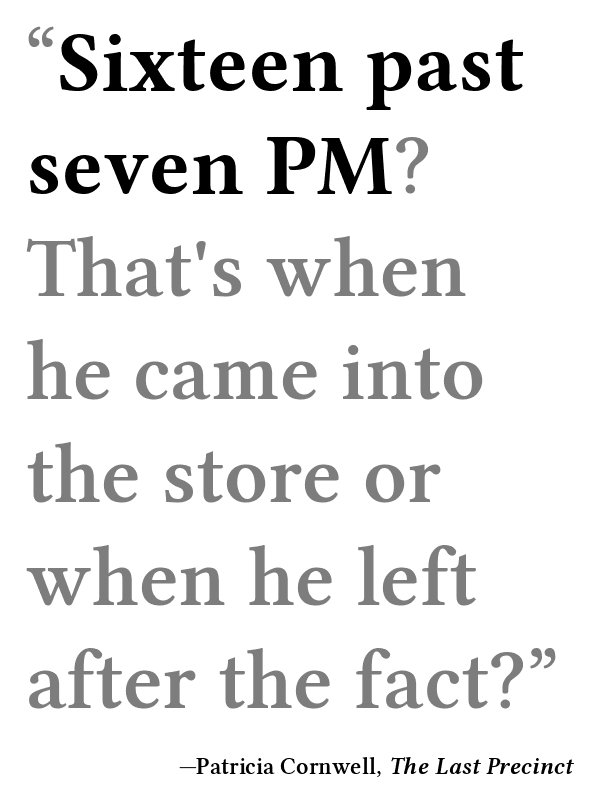 “Sixteen past
seven PM?
That's when
he came into
the store or
when he left
after the fact?”
—Patricia Cornwell, The Last Precinct